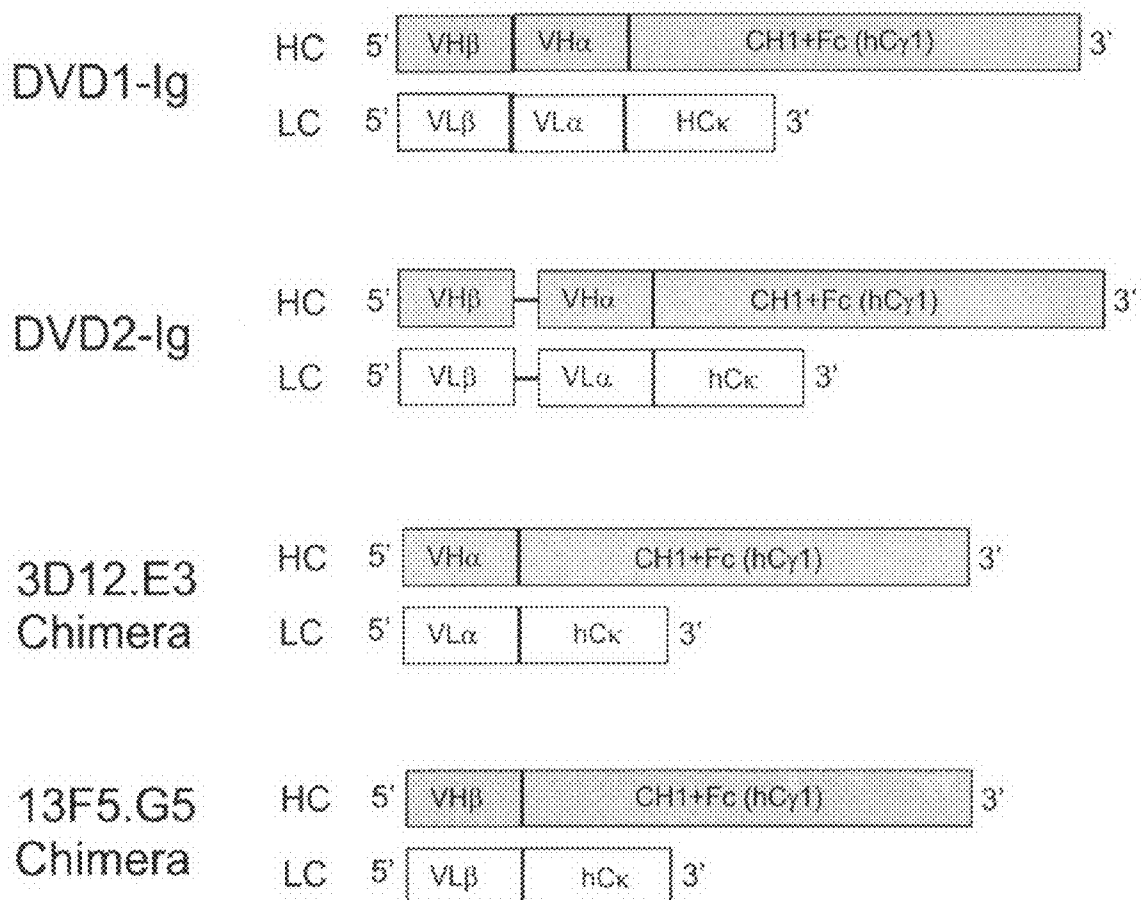 DVD1-Ig
HC 5' VHβ VHα CH1+Fc (hCγ1) 3'
LC 5' VLβ VLα HCκ 3'
DVD2-Ig
HC 5' VHβ VHα CH1+Fc (hCγ1) 3'
LC 5' VLβ VLα hCκ 3'
3D12.E3
Chimera
HC 5' VHα CH1+Fc (hCγ1) 3'
LC 5' VLα hCκ 3'
13F5.G5
Chimera
HC 5' VHβ CH1+Fc (hCγ1) 3'
LC 5' VLβ hCκ 3'